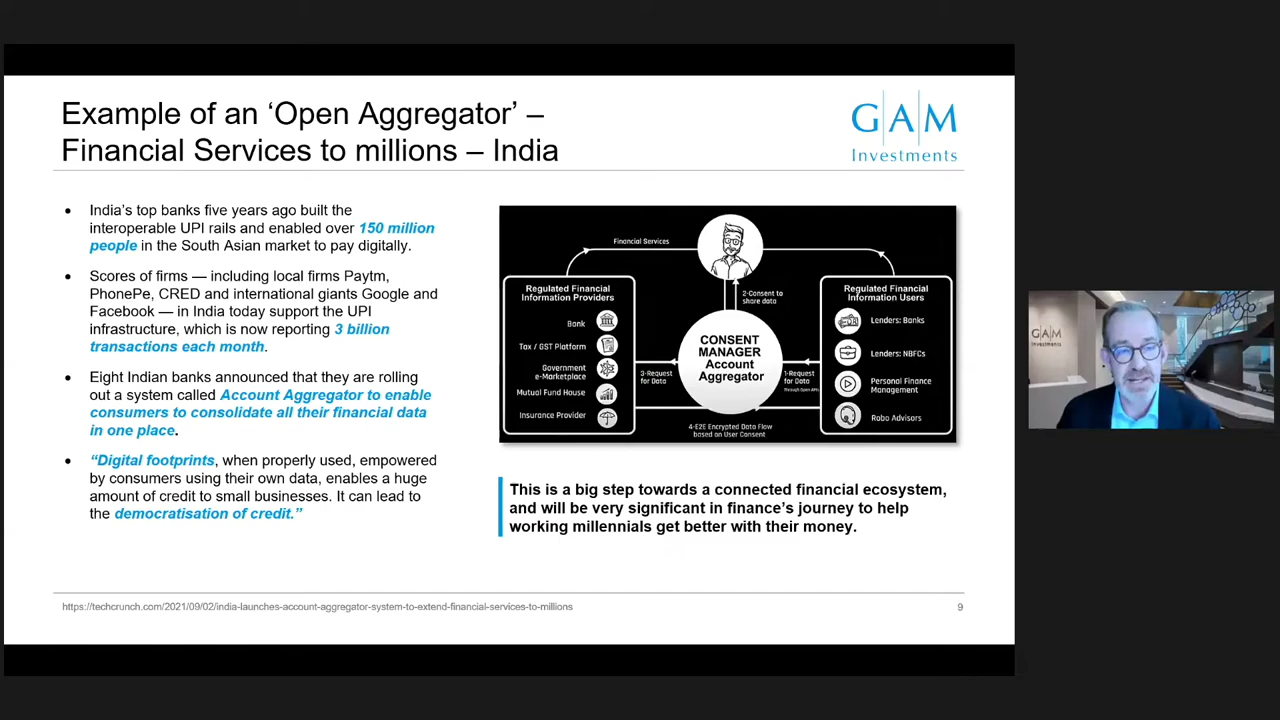 Example of an ‘Open Aggregator’ –
Financial Services to millions – India
G A M
Investments
• India’s top banks five years ago built the
interoperable UPI rails and enabled over 150 million
people in the South Asian market to pay digitally.
• Scores of firms — including local firms Paytm,
PhonePe, CRED and international giants Google and
Facebook — in India today support the UPI
infrastructure, which is now reporting 3 billion
transactions each month.
• Eight Indian banks announced that they are rolling
out a system called Account Aggregator to enable
consumers to consolidate all their financial data
in one place.
• “Digital footprints, when properly used, empowered
by consumers using their own data, enables a huge
amount of credit to small businesses. It can lead to
the democratisation of credit.”
Financial Services
Regulated Financial
Information Providers
Bank
Tax / GST Platform
Government
e-Marketplace
Mutual Fund House
Insurance Provider
2-Consent to
share data
CONSENT
MANAGER
Account
Aggregator
3-Request
for Data
1-Request
for Data
through Open APIs
4-E2E Encrypted Data Flow
based on User Consent
Regulated Financial
Information Users
Lenders: Banks
Lenders: NBFCs
Personal Finance
Management
Robo Advisors
This is a big step towards a connected financial ecosystem,
and will be very significant in finance’s journey to help
working millennials get better with their money.
https://techcrunch.com/2021/09/02/india-launches-account-aggregator-system-to-extend-financial-services-to-millions
9
GAM
Investments